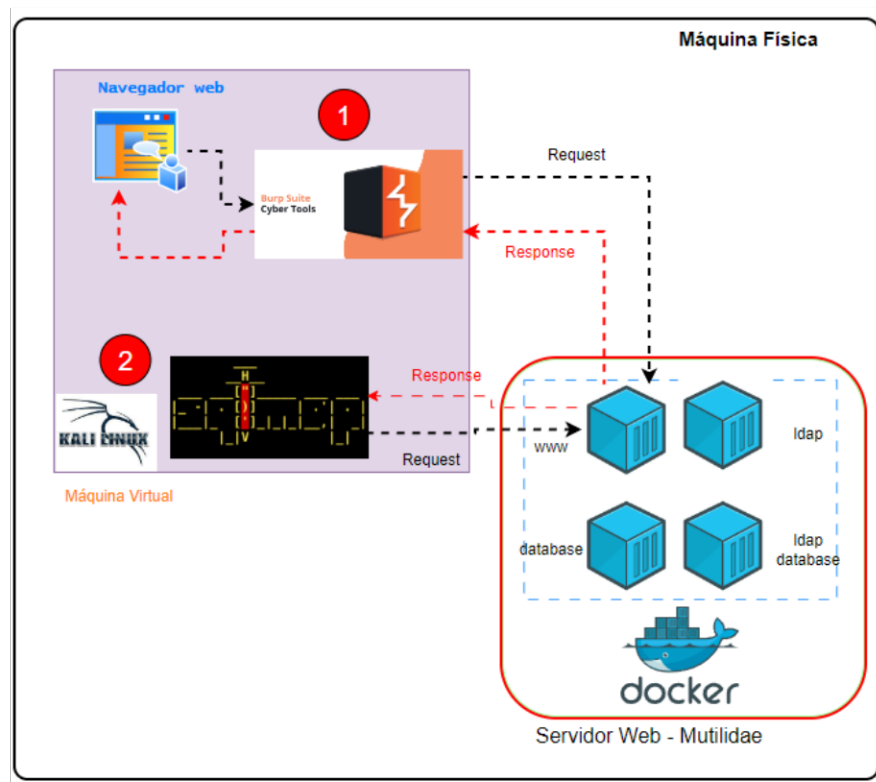 Máquina Física
Navegador web
1
Burp Suite
Cyber Tools
Request
Response
2
H
sqlmap
V
KALI LINUX
Response
Request
www
ldap
database
ldap
database
docker
Máquina Virtual
Servidor Web - Mutilidae